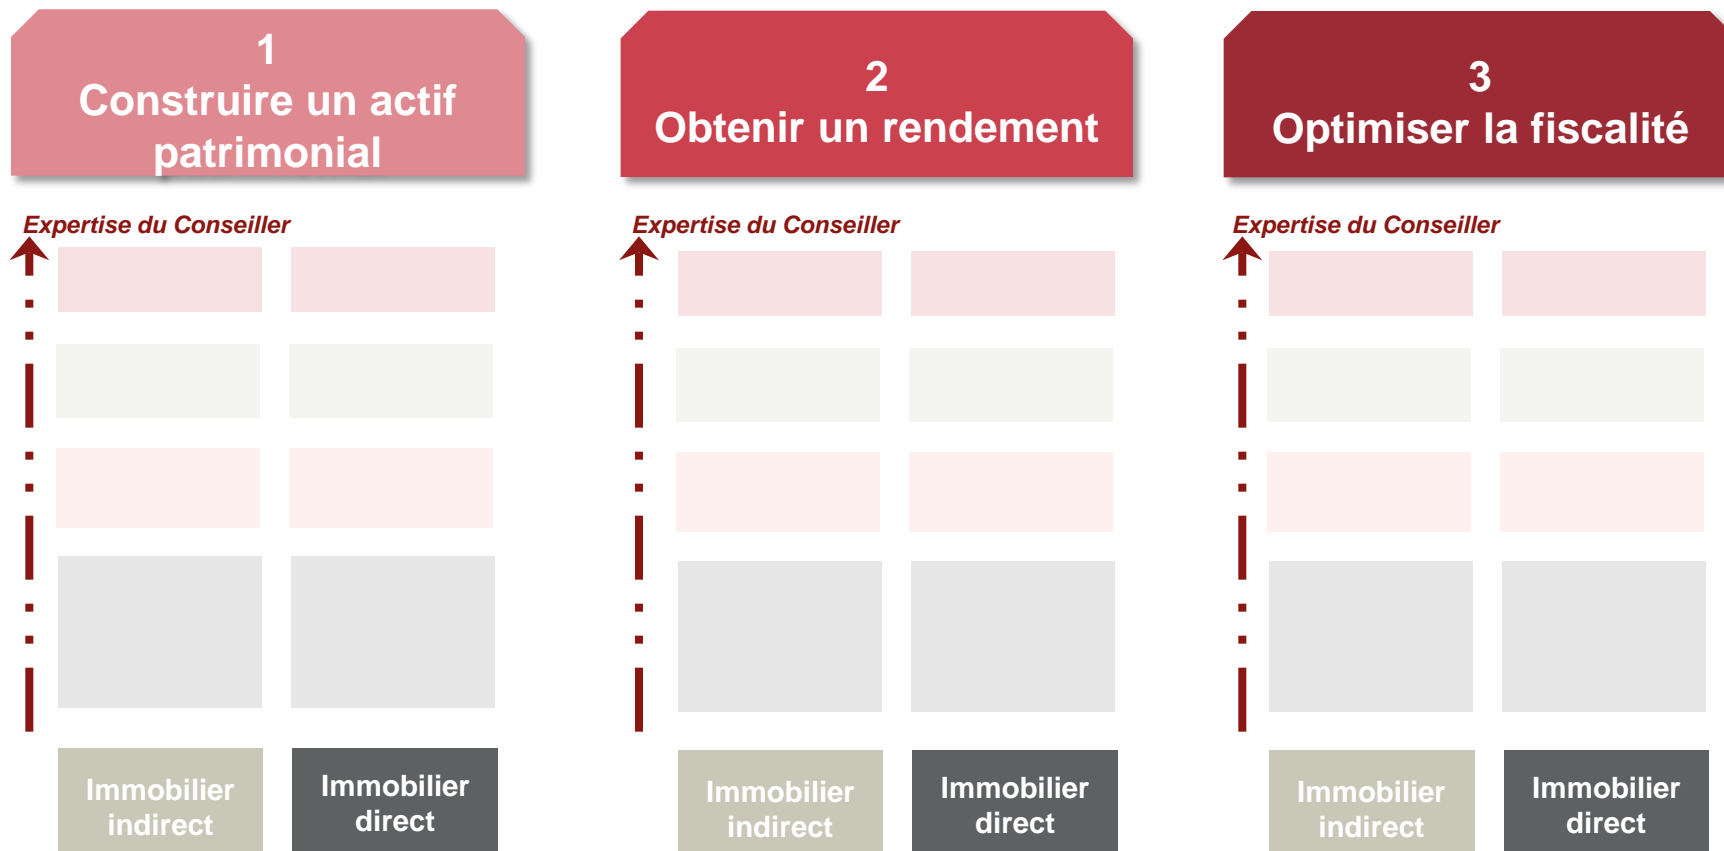 1
Construire un actif
patrimonial
2
Obtenir un rendement
3
Optimiser la fiscalité
Expertise du Conseiller
Expertise du Conseiller
Expertise du Conseiller
Immobilier
indirect
Immobilier
direct
Immobilier
indirect
Immobilier
direct
Immobilier
indirect
Immobilier
direct